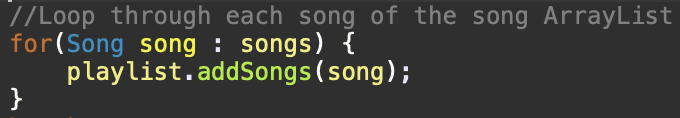 //Loop through each song of the song ArrayList
for(Song song : songs) {
    playlist.addSongs(song);
}